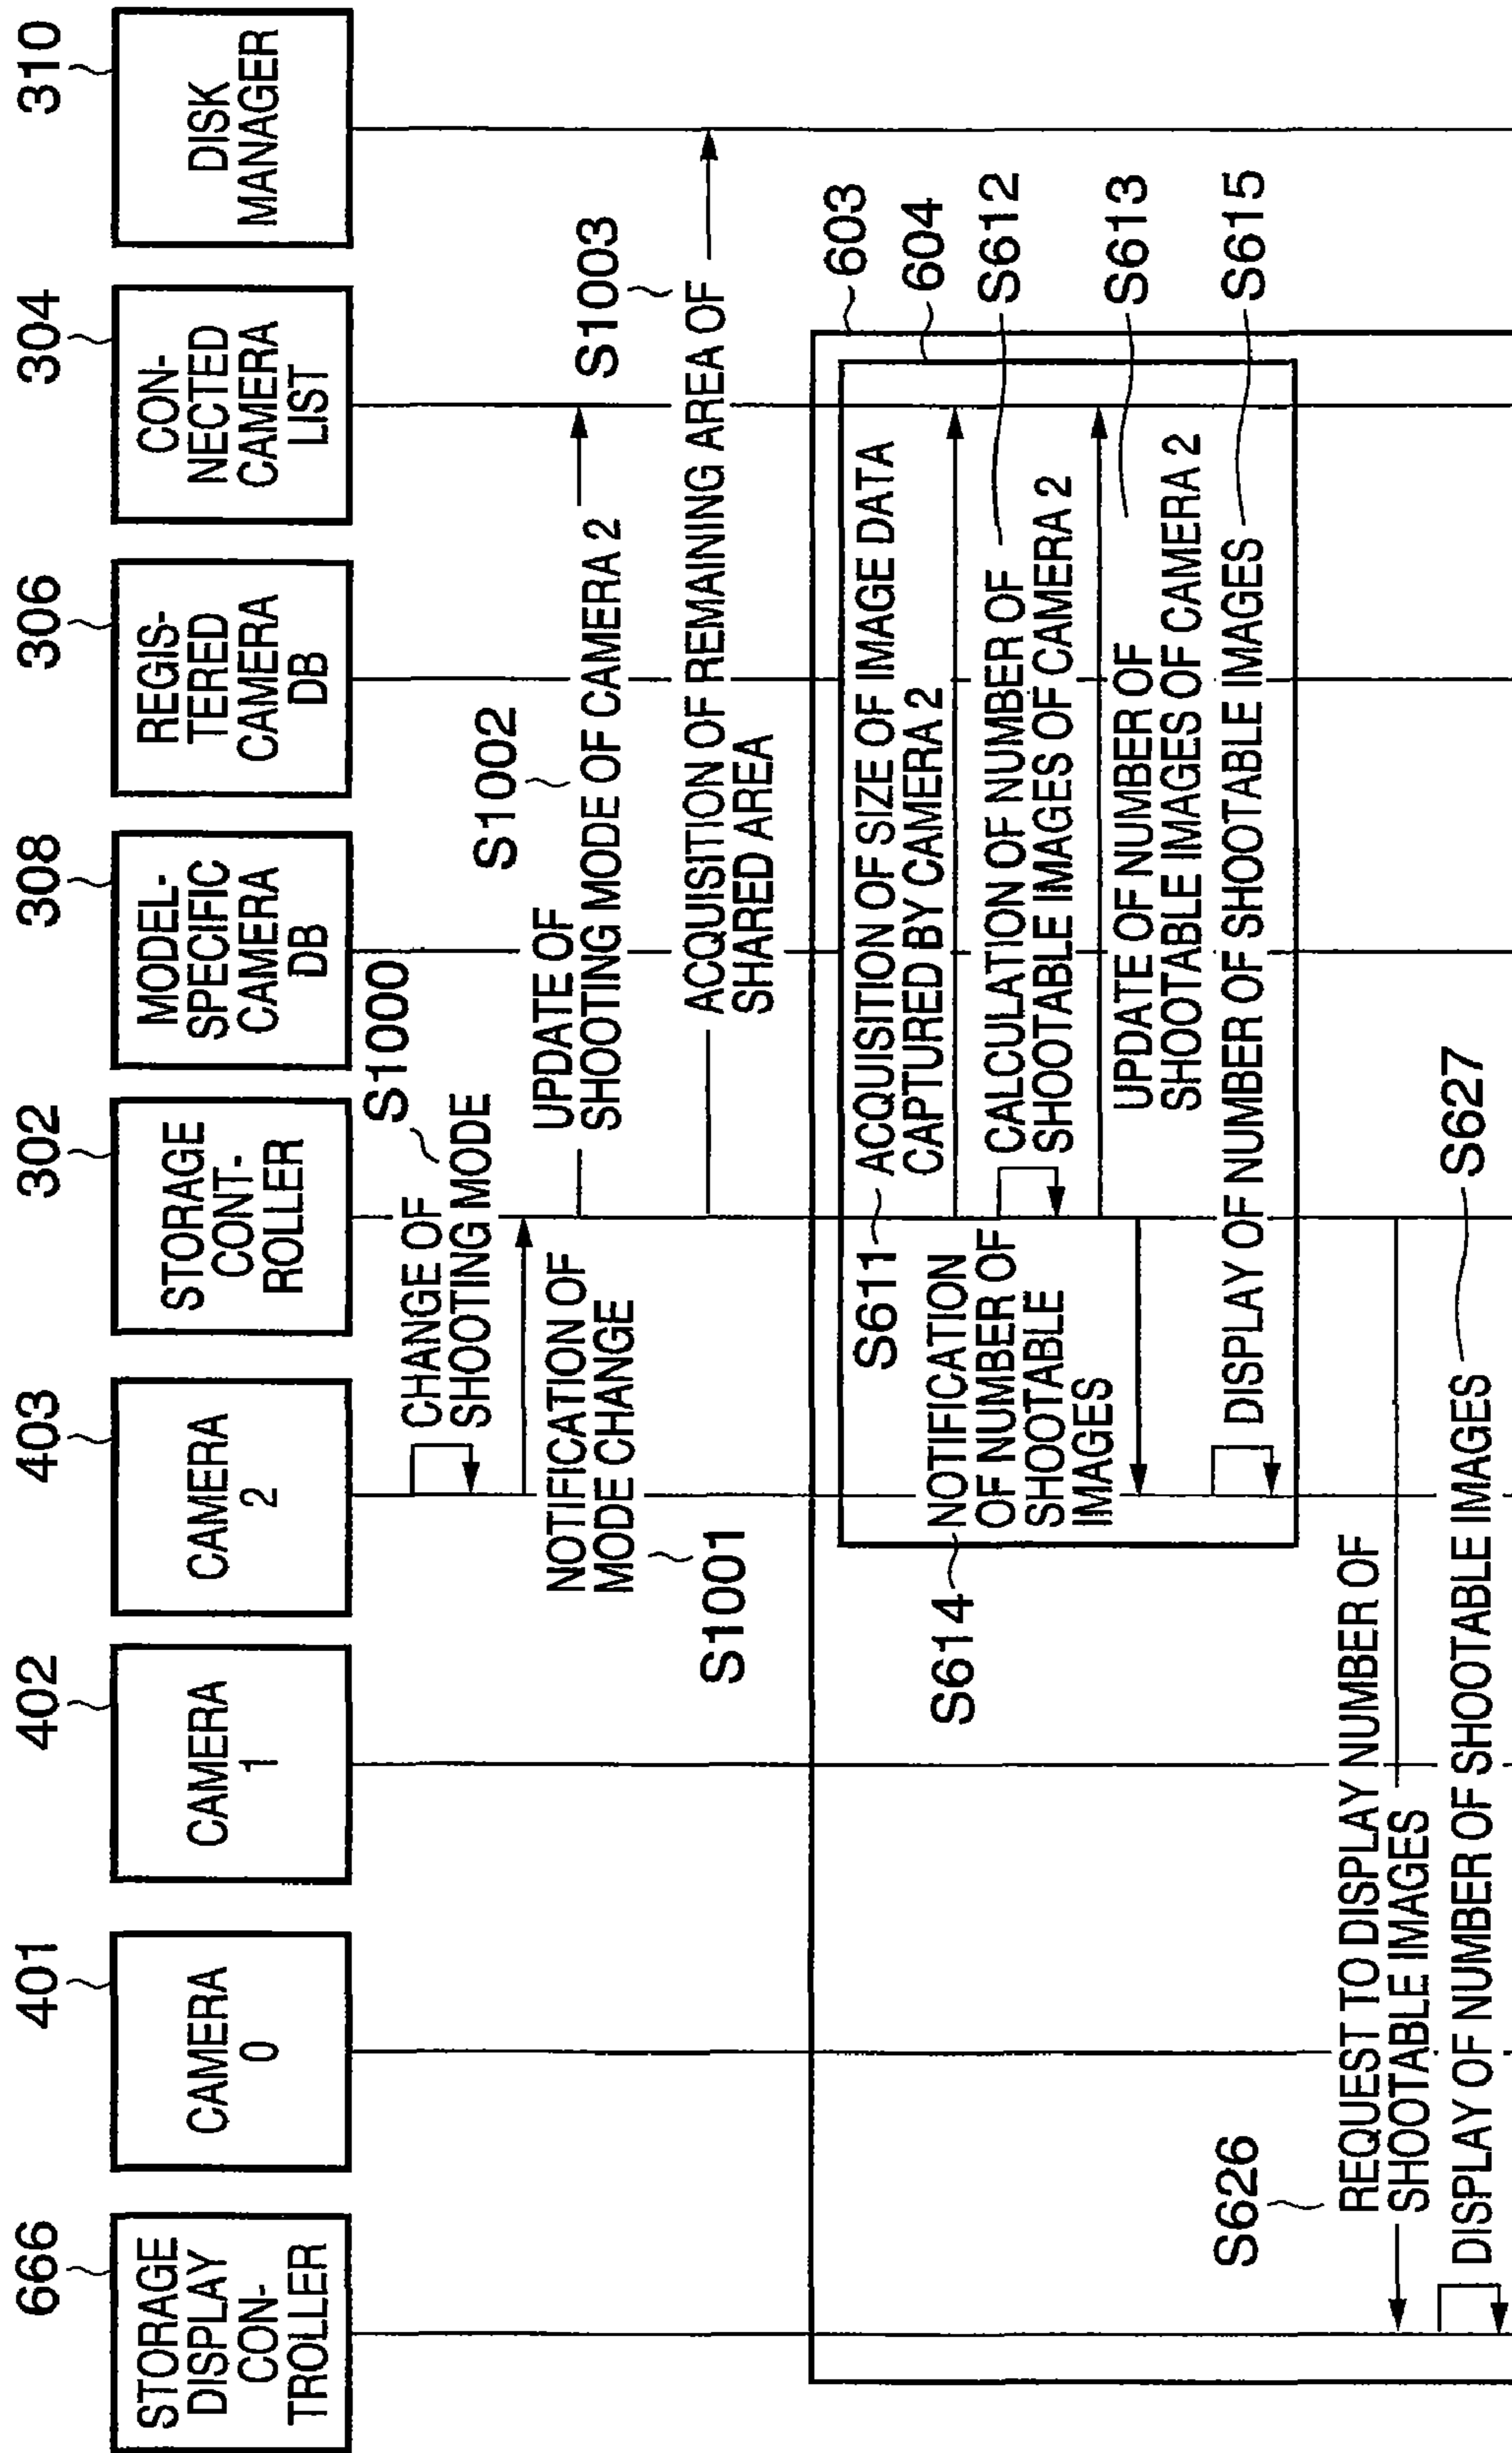 666
STORAGE
DISPLAY
CON-
TROLLER
401
CAMERA
0
402
CAMERA
1
403
CAMERA
2
302
STORAGE
CONT-
ROLLER
308
MODEL-
SPECIFIC
CAMERA
DB
306
REGIS-
TERED
CAMERA
DB
304
CON-
NECTED
CAMERA
LIST
310
DISK
MANAGER
S1000
CHANGE OF
SHOOTING MODE
NOTIFICATION OF
MODE CHANGE
S1001
S1002
UPDATE OF
SHOOTING MODE OF CAMERA 2
S1003
ACQUISITION OF REMAINING AREA OF
SHARED AREA
603
604
S611
ACQUISITION OF SIZE OF IMAGE DATA
CAPTURED BY CAMERA 2
S612
CALCULATION OF NUMBER OF
SHOOTABLE IMAGES OF CAMERA 2
S613
UPDATE OF NUMBER OF
SHOOTABLE IMAGES OF CAMERA 2
S614
NOTIFICATION
OF NUMBER OF
SHOOTABLE
IMAGES
S615
DISPLAY OF NUMBER OF SHOOTABLE IMAGES
S626
REQUEST TO DISPLAY NUMBER OF
SHOOTABLE IMAGES
S627
DISPLAY OF NUMBER OF SHOOTABLE IMAGES